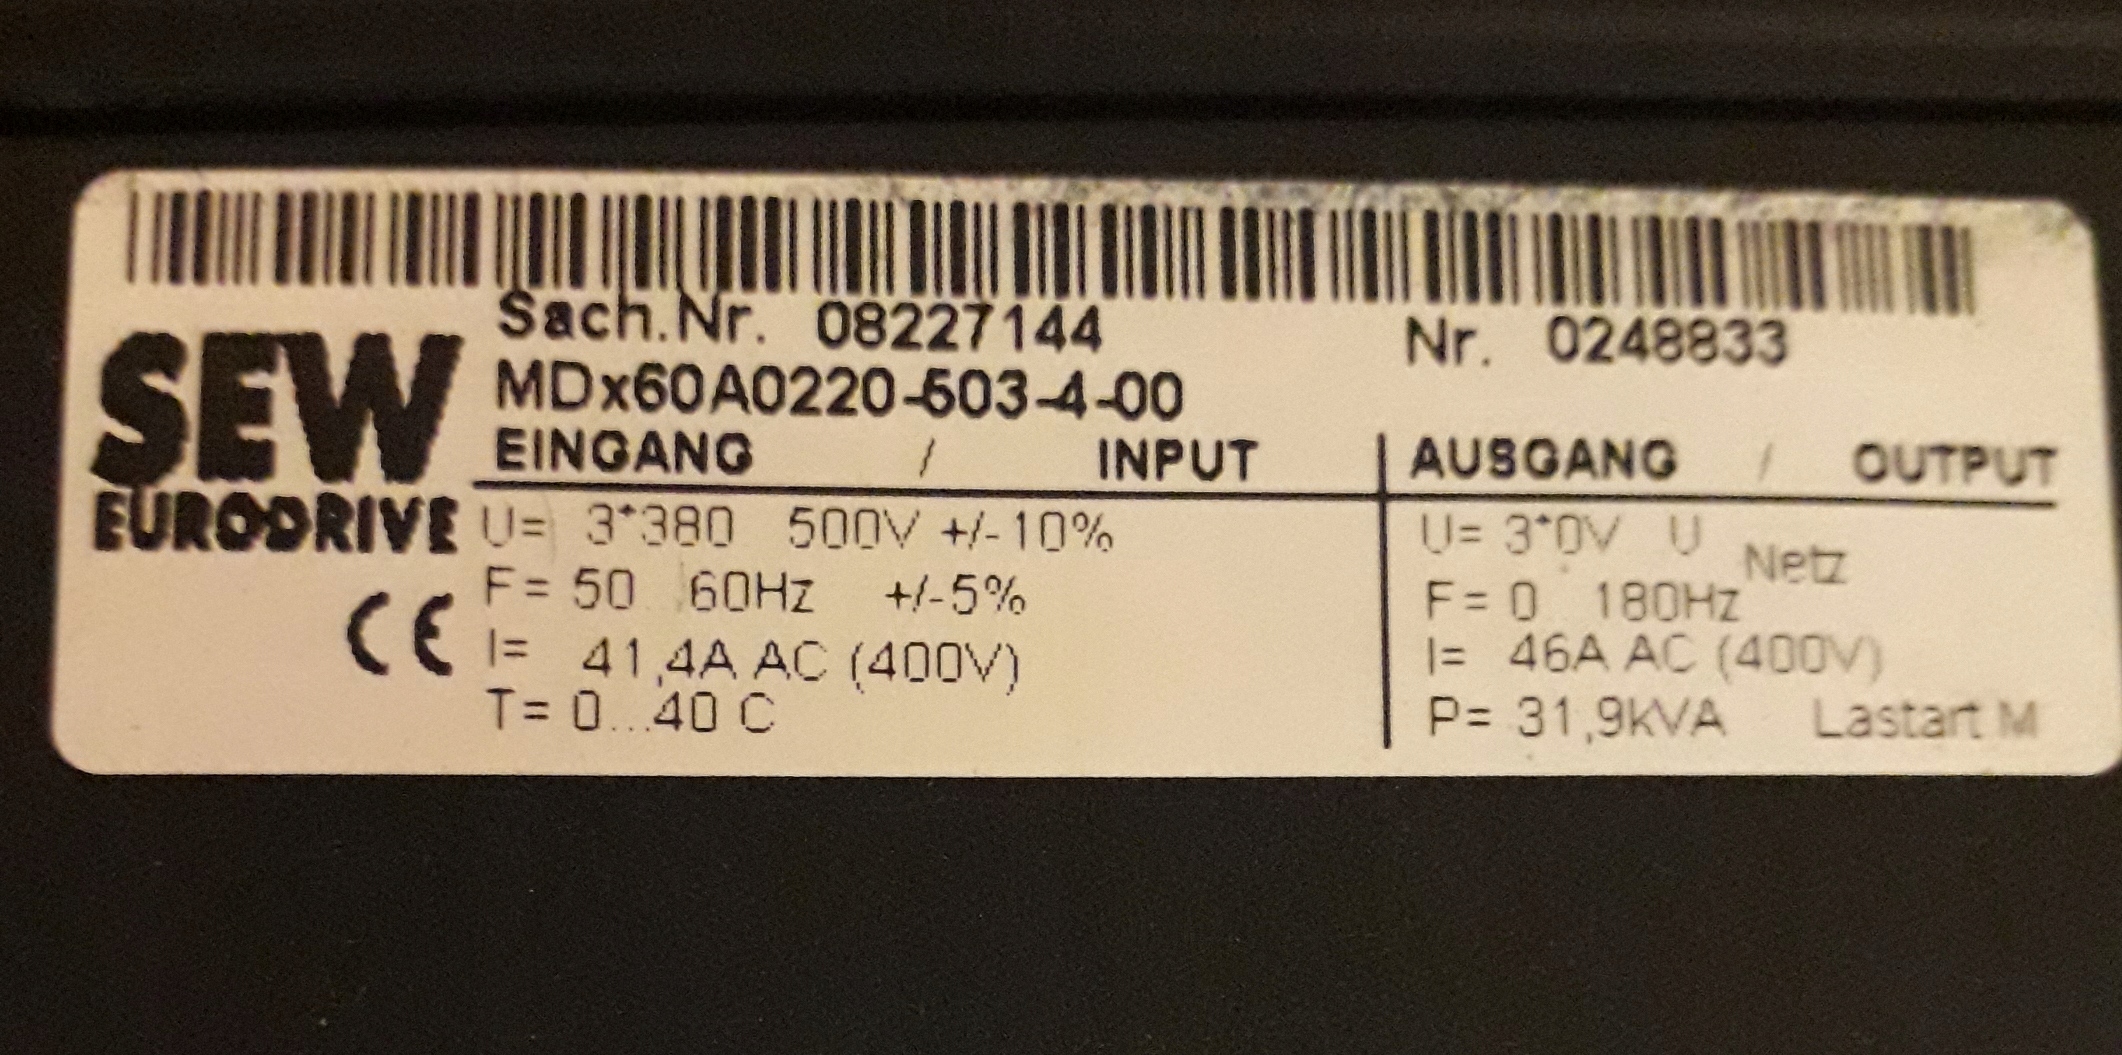 Sach.Nr. 08227144 Nr. 0248833
MDx60A0220-503-4-00
SEW
EURODRIVE
EINGANG / INPUT AUSGANG / OUTPUT
U= 3*380 500V +/-10% U= 3*0V U Netz
F= 50 60Hz +/-5% F= 0 180Hz
I= 41,4A AC (400V) I= 46A AC (400V)
T= 0...40 C P= 31,9kVA Lastart M
CE